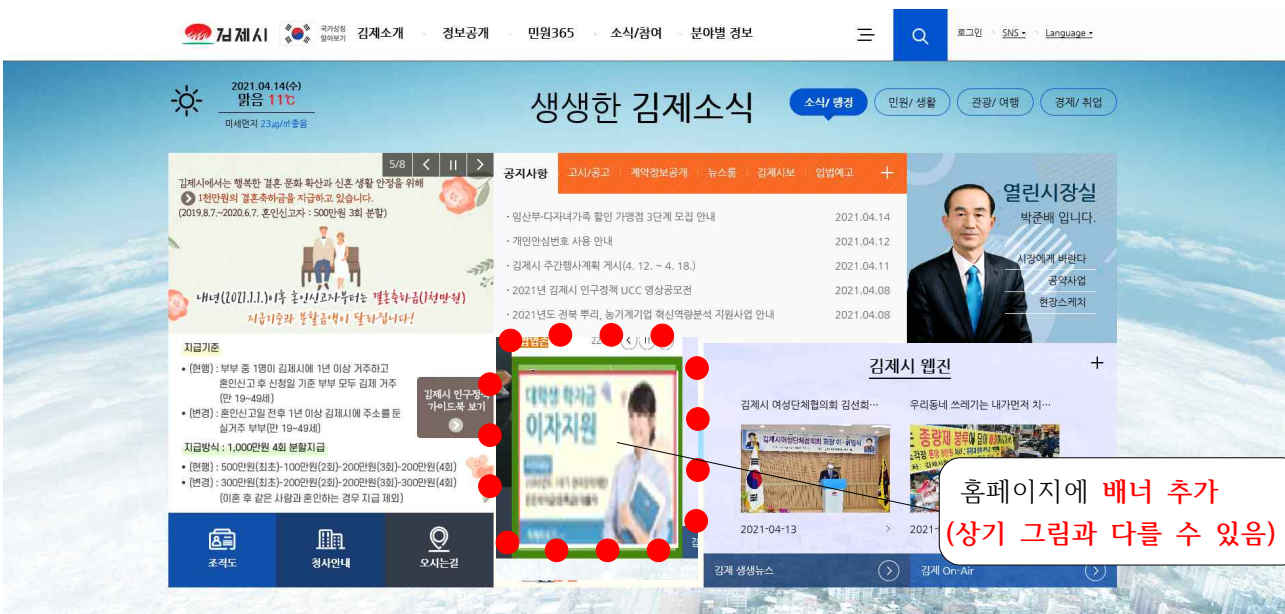 김제시
국가상징
알아보기
김제소개
정보공개
민원365
소식/참여
분야별 정보
로그인
SNS
Language
2021.04.14(수)
맑음 11℃
미세먼지 23㎍/㎥ 좋음
생생한 김제소식
소식/ 행정
민원/ 생활
관광/ 여행
경제/ 취업
5/8
김제시에서는 행복한 결혼 문화 확산과 신혼 생활 안정을 위해
1천만원의 결혼축하금을 지급하고 있습니다.
(2019.8.7.~2020.6.7. 혼인신고자 : 500만원 3회 분할)
내년(2021.1.1.)이후 혼인신고자부터는 결혼축하금(1천만원)
지급기준과 분할금액이 달라집니다!
지급기준
• (현행) : 부부 중 1명이 김제시에 1년 이상 거주하고
혼인신고 후 신청일 기준 부부 모두 김제 거주
(만 19~49세)
• (변경) : 혼인신고일 전후 1년 이상 김제시에 주소를 둔
실거주 부부(만 19~49세)
지급방식 : 1,000만원 4회 분할지급
• (현행) : 500만원(최초)-100만원(2회)-200만원(3회)-200만원(4회)
• (변경) : 300만원(최초)-200만원(2회)-200만원(3회)-300만원(4회)
(이혼 후 같은 사람과 혼인하는 경우 지급 제외)
김제시 인구정책
가이드북 보기
조직도
청사안내
오시는길
공지사항
고시/공고
계약정보공개
뉴스룸
김제시보
입법예고
· 임산부·다자녀가족 할인 가맹점 3단계 모집 안내 2021.04.14
· 개인안심번호 사용 안내 2021.04.12
· 김제시 주간행사계획 게시(4. 12. ~ 4. 18.) 2021.04.11
· 2021년 김제시 인구정책 UCC 영상공모전 2021.04.08
· 2021년도 전북 뿌리, 농기계기업 혁신역량분석 지원사업 안내 2021.04.08
열린시장실
박준배 입니다.
시장에게 바란다
공약사업
현장스케치
대학생 학자금
이자지원
김제시 웹진
김제시 여성단체협의회 김선회…
우리동네 쓰레기는 내가먼저 치…
김제시여성단체협의회 회장 이·취임식
2021-04-13
2021-
김제 생생뉴스
김제 On-Air
홈페이지에 배너 추가
(상기 그림과 다를 수 있음)